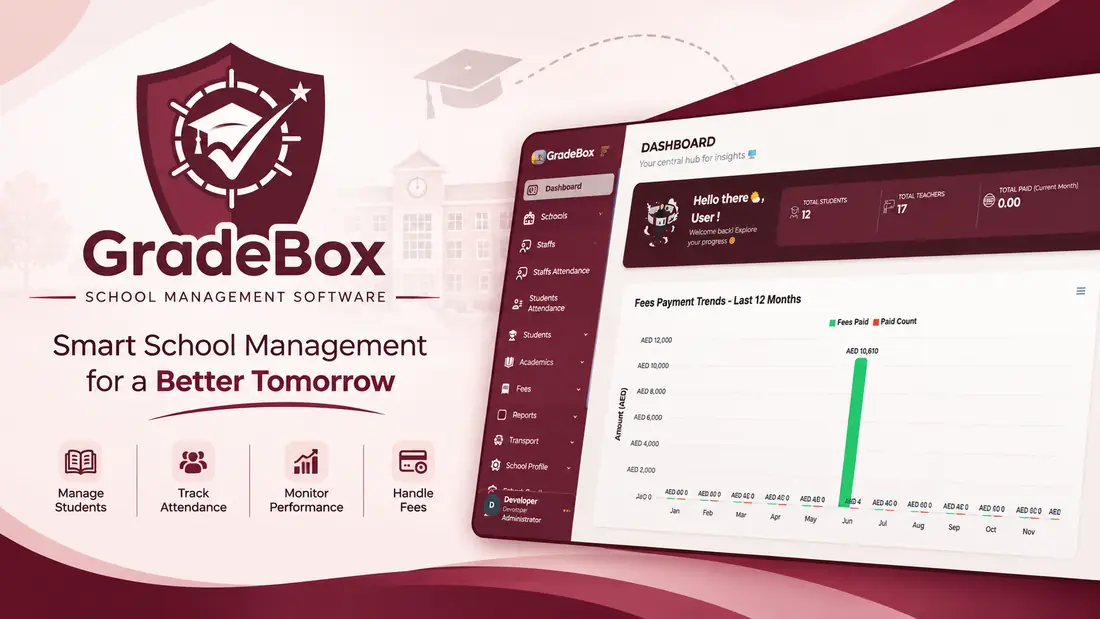 GradeBox
SCHOOL MANAGEMENT SOFTWARE
Smart School Management
for a Better Tomorrow
Manage
Students
Track
Attendance
Monitor
Performance
Handle
Fees
GradeBox
Dashboard
Schools
Staffs
Staffs Attendance
Students
Attendance
Students
Academics
Fees
Reports
Transport
School Profile
D
Developer
Developer
Administrator
DASHBOARD
Your central hub for insights
Hello there
,
User !
Welcome back! Explore
your progress
TOTAL STUDENTS
12
TOTAL TEACHERS
17
TOTAL PAID (Current Month)
0.00
Fees Payment Trends - Last 12 Months
Fees Paid
Paid Count
Amount (AED)
AED 12,000
AED 10,000
AED 8,000
AED 6,000
AED 4,000
AED 2,000
AED 10,610
Jan
Feb
Mar
Apr
May
Jun
Jul
Aug
Sep
Oct
Nov